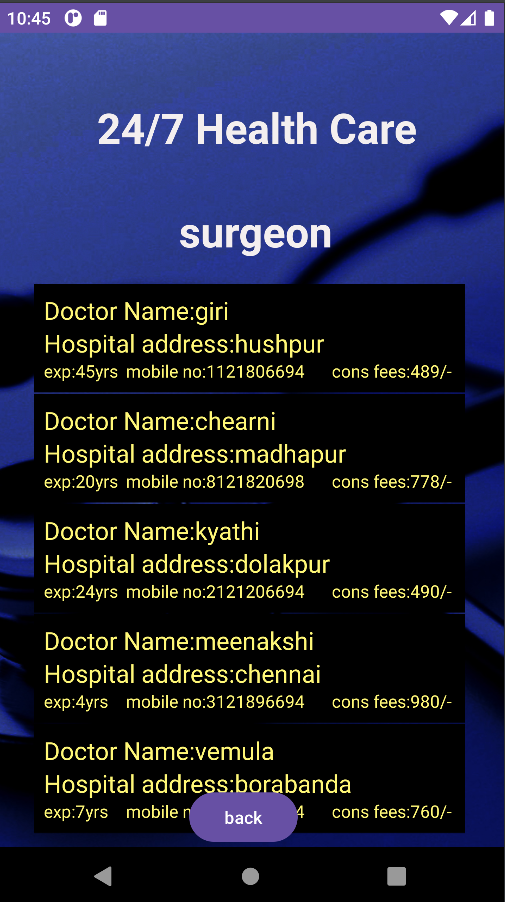 10:45
24/7 Health Care
surgeon
Doctor Name:giri
Hospital address:hushpur
exp:45yrs mobile no:1121806694 cons fees:489/-
Doctor Name:chearni
Hospital address:madhapur
exp:20yrs mobile no:8121820698 cons fees:778/-
Doctor Name:kyathi
Hospital address:dolakpur
exp:24yrs mobile no:2121206694 cons fees:490/-
Doctor Name:meenakshi
Hospital address:chennai
exp:4yrs mobile no:3121896694 cons fees:980/-
Doctor Name:vemula
Hospital address:borabanda
exp:7yrs mobile cons fees:760/-
back